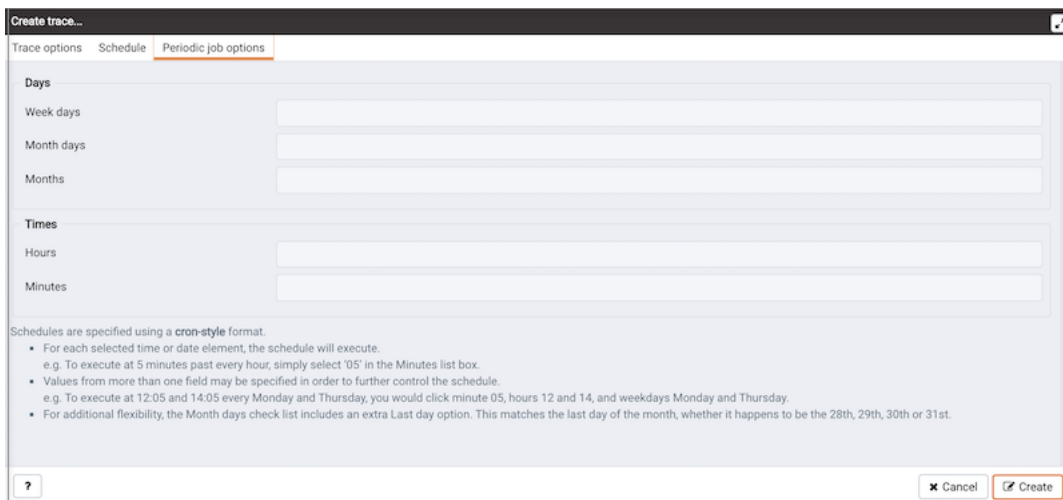 Create trace...
Trace options Schedule Periodic job options
Days
Week days
Month days
Months
Times
Hours
Minutes
Schedules are specified using a cron-style format.
▪ For each selected time or date element, the schedule will execute.
e.g. To execute at 5 minutes past every hour, simply select '05' in the Minutes list box.
▪ Values from more than one field may be specified in order to further control the schedule.
e.g. To execute at 12:05 and 14:05 every Monday and Thursday, you would click minute 05, hours 12 and 14, and weekdays Monday and Thursday.
▪ For additional flexibility, the Month days check list includes an extra Last day option. This matches the last day of the month, whether it happens to be the 28th, 29th, 30th or 31st.
? Cancel Create